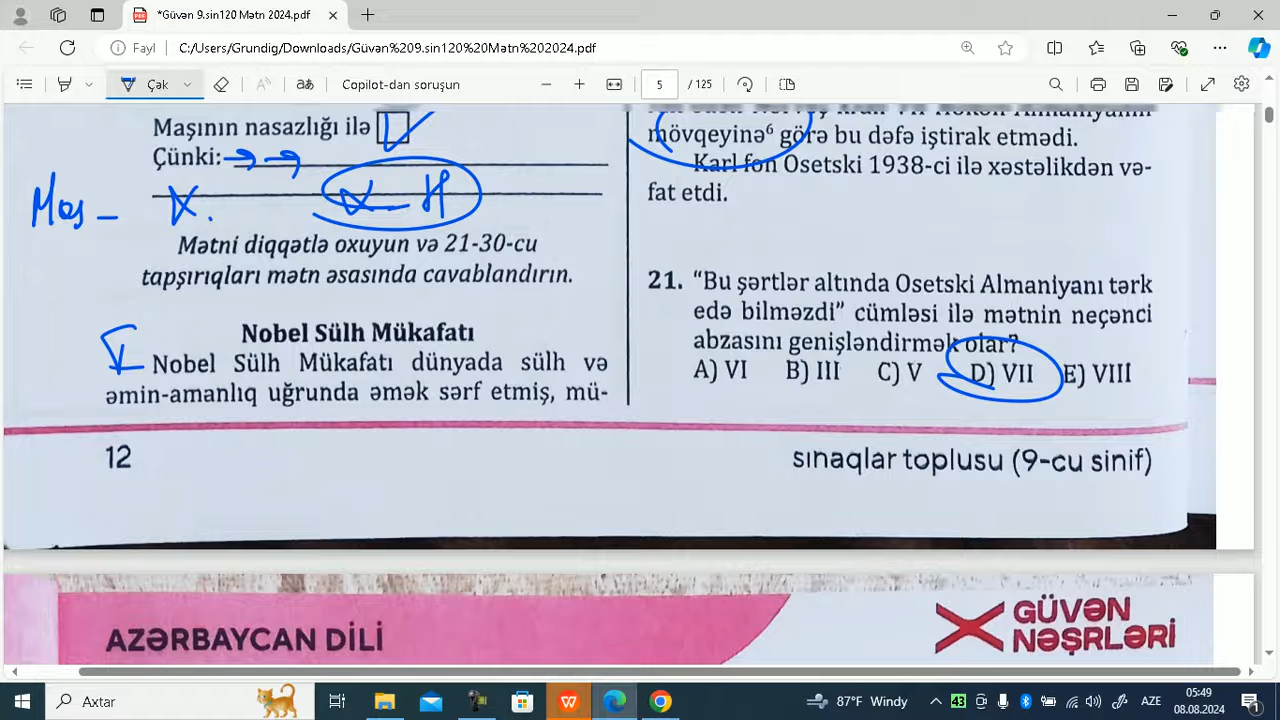 *Güvən 9.sin120 Mətn 2024.pdf
Fayl
C:/Users/Grundig/Downloads/Güvən%209.sin120%20Mətn%202024.pdf
Çak
Copilot-dan soruşun
5 / 125
Maşının nasazlığı ilə
Çünki:
Məs –
Mətni diqqətlə oxuyun və 21-30-cu
tapşırıqları mətn əsasında cavablandırın.
Nobel Sülh Mükafatı
Nobel Sülh Mükafatı dünyada sülh və
əmin-amanlıq uğrunda əmək sərf etmiş, mü-
mövqeyinə⁶ görə bu dəfə iştirak etmədi.
Karl fon Osetski 1938-ci ilə xəstəlikdən və-
fat etdi.
21. “Bu şərtlər altında Osetski Almaniyanı tərk
edə bilməzdi” cümləsi ilə mətnin neçənci
abzasını genişləndirmək olar?
A) VI B) III C) V D) VII E) VIII
12
sınaqlar toplusu (9-cu sinif)
AZƏRBAYCAN DİLİ
GÜVƏN
NƏŞRLƏRİ
Axtar
87°F Windy
43
AZE
05:49
08.08.2024